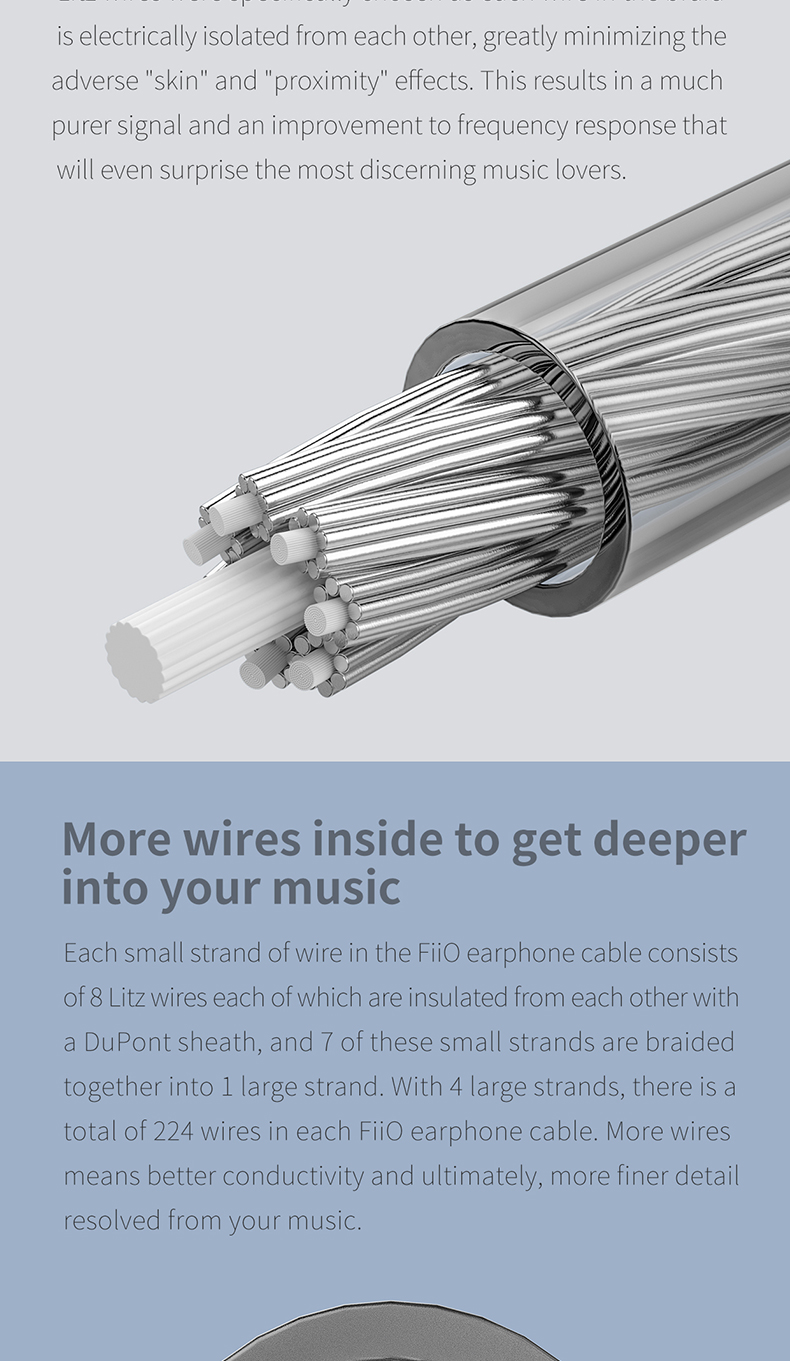 is electrically isolated from each other, greatly minimizing the
adverse "skin" and "proximity" effects. This results in a much
purer signal and an improvement to frequency response that
will even surprise the most discerning music lovers.
More wires inside to get deeper
into your music
Each small strand of wire in the FiiO earphone cable consists
of 8 Litz wires each of which are insulated from each other with
a DuPont sheath, and 7 of these small strands are braided
together into 1 large strand. With 4 large strands, there is a
total of 224 wires in each FiiO earphone cable. More wires
means better conductivity and ultimately, more finer detail
resolved from your music.